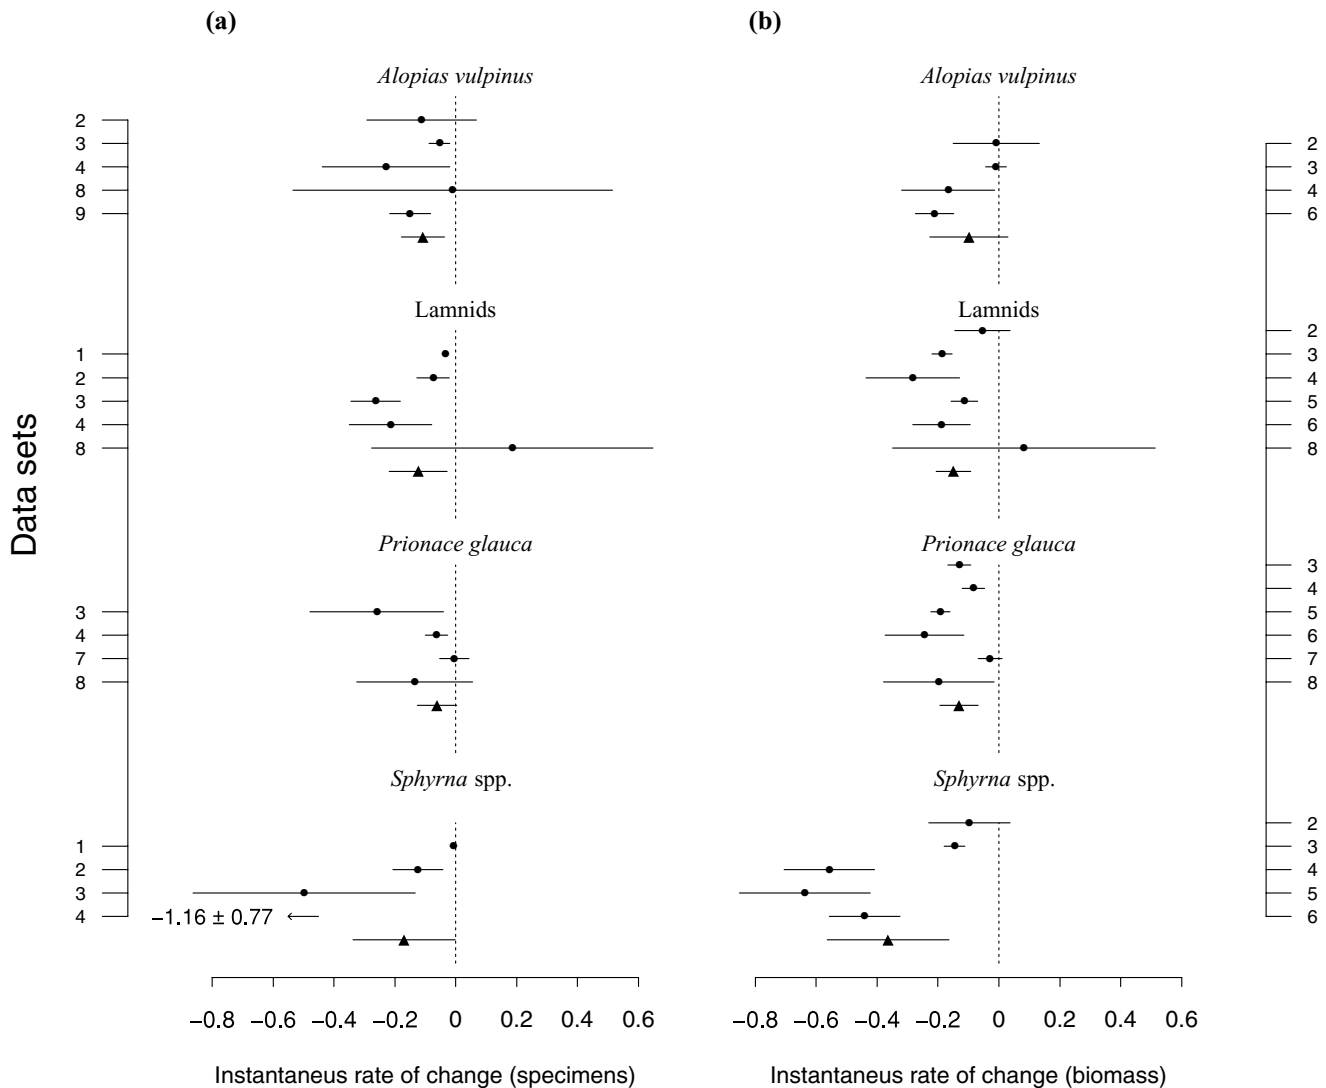 (a) (b)
Alopias vulpinus Alopias vulpinus
2
3 2
4 3
8 4
9 6
Lamnids Lamnids
2
1 3
2 4
3 5
4 6
8 8
Data sets
Prionace glauca Prionace glauca
3
4
3 5
4 6
7 7
8 8
Sphyrna spp. Sphyrna spp.
2
1 3
2 4
3 5
4 −1.16 ± 0.77 6
−0.8 −0.6 −0.4 −0.2 0 0.2 0.4 0.6 −0.8 −0.6 −0.4 −0.2 0 0.2 0.4 0.6
Instantaneus rate of change (specimens) Instantaneus rate of change (biomass)